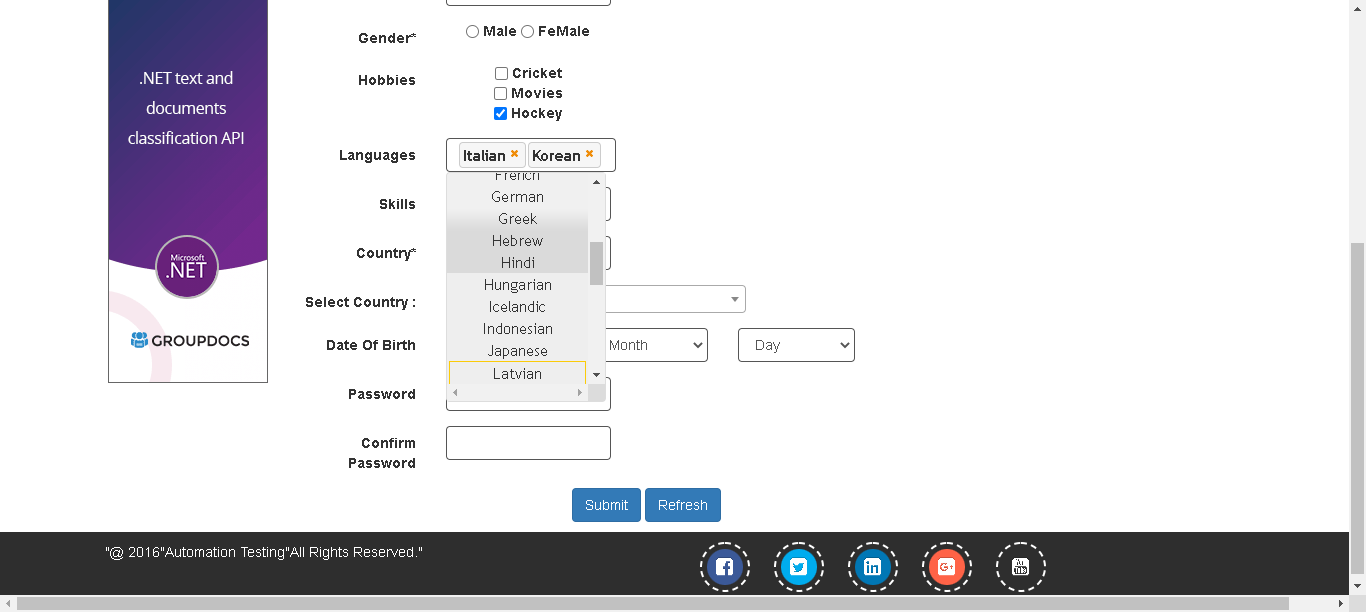 Gender*
Male FeMale
.NET text and
documents
classification API
Hobbies
Cricket
Movies
Hockey
Languages
Italian Korean
French
German
Skills
Greek
Hebrew
Country*
Hindi
Microsoft
.NET
Hungarian
Select Country :
Icelandic
Indonesian
GROUPDOCS
Date Of Birth
Month
Day
Japanese
Latvian
Password
Confirm
Password
Submit
Refresh
"@ 2016"Automation Testing"All Rights Reserved."